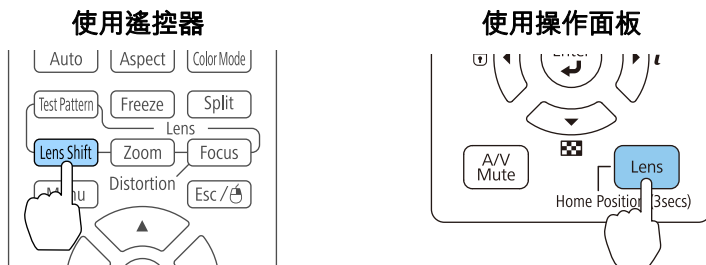 使用遙控器
Auto
Aspect
Color Mode
Test Pattern
Freeze
Split
Lens
Lens Shift
Zoom
Focus
Distortion
Esc /
使用操作面板
Enter
i
A/V
Mute
Lens
Home Position (3secs)